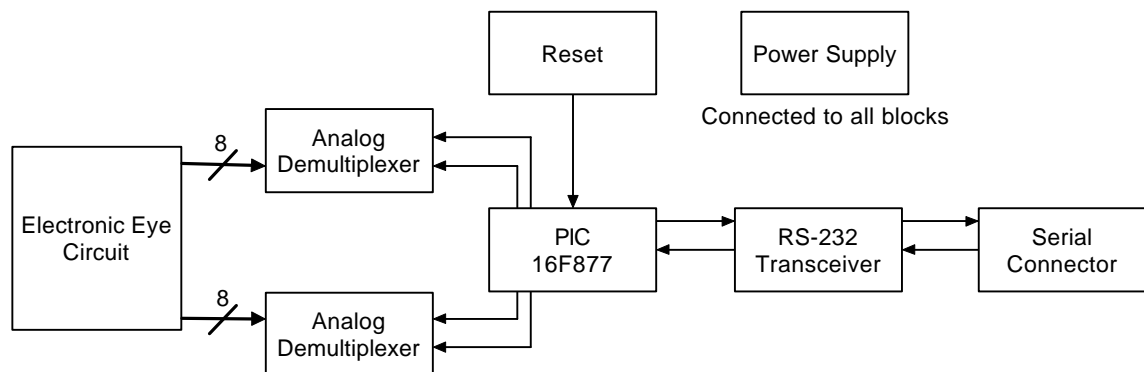 Reset
Power Supply
Connected to all blocks
8
Analog
Demultiplexer
Electronic Eye
Circuit
PIC
16F877
RS-232
Transceiver
Serial
Connector
8
Analog
Demultiplexer